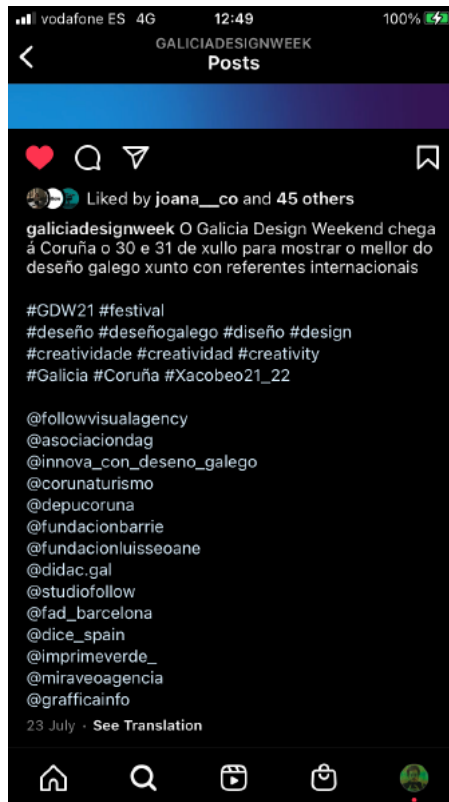 vodafone ES 4G 12:49 100%
GALICIADESIGNWEEK
Posts
Liked by joana__co and 45 others
galiciadesignweek O Galicia Design Weekend chega
á Coruña o 30 e 31 de xullo para mostrar o mellor do
deseño galego xunto con referentes internacionais
#GDW21 #festival
#deseño #deseñogalego #diseño #design
#creatividade #creatividad #creativity
#Galicia #Coruña #Xacobeo21_22
@followvisualagency
@asociaciondag
@innova_con_deseno_galego
@corunaturismo
@depucoruna
@fundacionbarrie
@fundacionluisseoane
@didac.gal
@studiofollow
@fad_barcelona
@dice_spain
@imprimeverde_
@miraveoagencia
@grafficainfo
23 July · See Translation